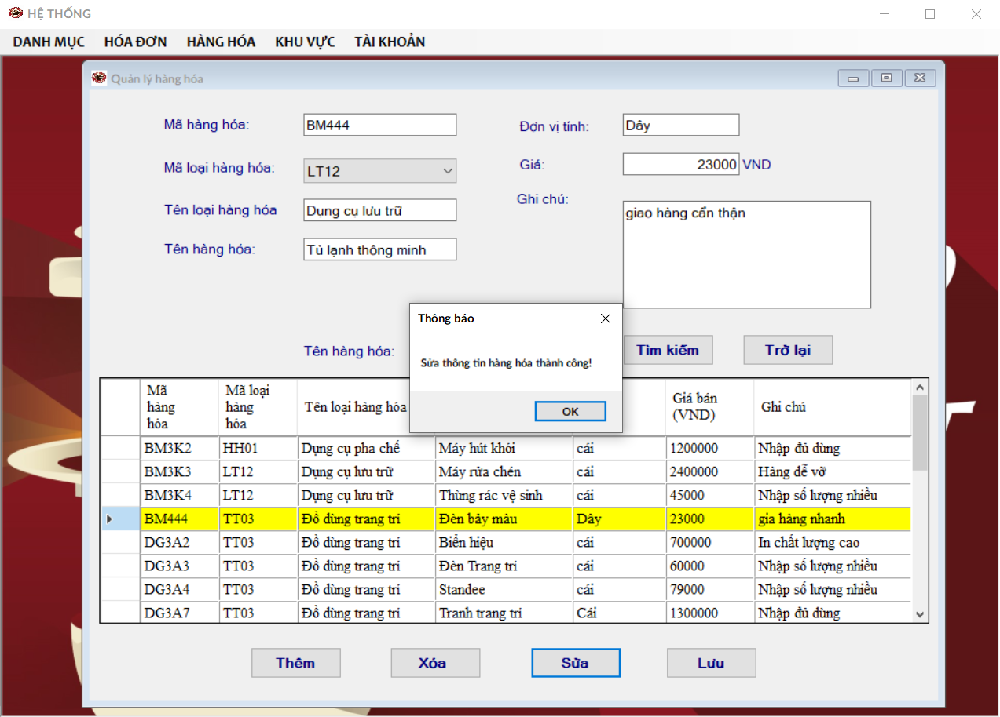 HỆ THỐNG
DANH MỤC HÓA ĐƠN HÀNG HÓA KHU VỰC TÀI KHOẢN
Quản lý hàng hóa
Mã hàng hóa: BM444 Đơn vị tính: Dây
Mã loại hàng hóa: LT12 Giá: 23000 VND
Tên loại hàng hóa Dụng cụ lưu trữ Ghi chú: giao hàng cẩn thận
Tên hàng hóa: Tủ lạnh thông minh
Thông báo
Sửa thông tin hàng hóa thành công!
OK
Tên hàng hóa: Tìm kiếm Trở lại
Mã hàng hóa Mã loại hàng hóa Tên loại hàng hóa Giá bán (VND) Ghi chú
BM3K2 HH01 Dụng cụ pha chế Máy hút khói cái 1200000 Nhập đủ dùng
BM3K3 LT12 Dụng cụ lưu trữ Máy rửa chén cái 2400000 Hàng dễ vỡ
BM3K4 LT12 Dụng cụ lưu trữ Thùng rác vệ sinh cái 45000 Nhập số lượng nhiều
BM444 TT03 Đồ dùng trang trí Đèn bảy màu Dây 23000 gia hàng nhanh
DG3A2 TT03 Đồ dùng trang trí Biển hiệu cái 700000 In chất lượng cao
DG3A3 TT03 Đồ dùng trang trí Đèn Trang trí cái 60000 Nhập số lượng nhiều
DG3A4 TT03 Đồ dùng trang trí Standee cái 79000 Nhập số lượng nhiều
DG3A7 TT03 Đồ dùng trang trí Tranh trang trí Cái 1300000 Nhập đủ dùng
Thêm Xóa Sửa Lưu